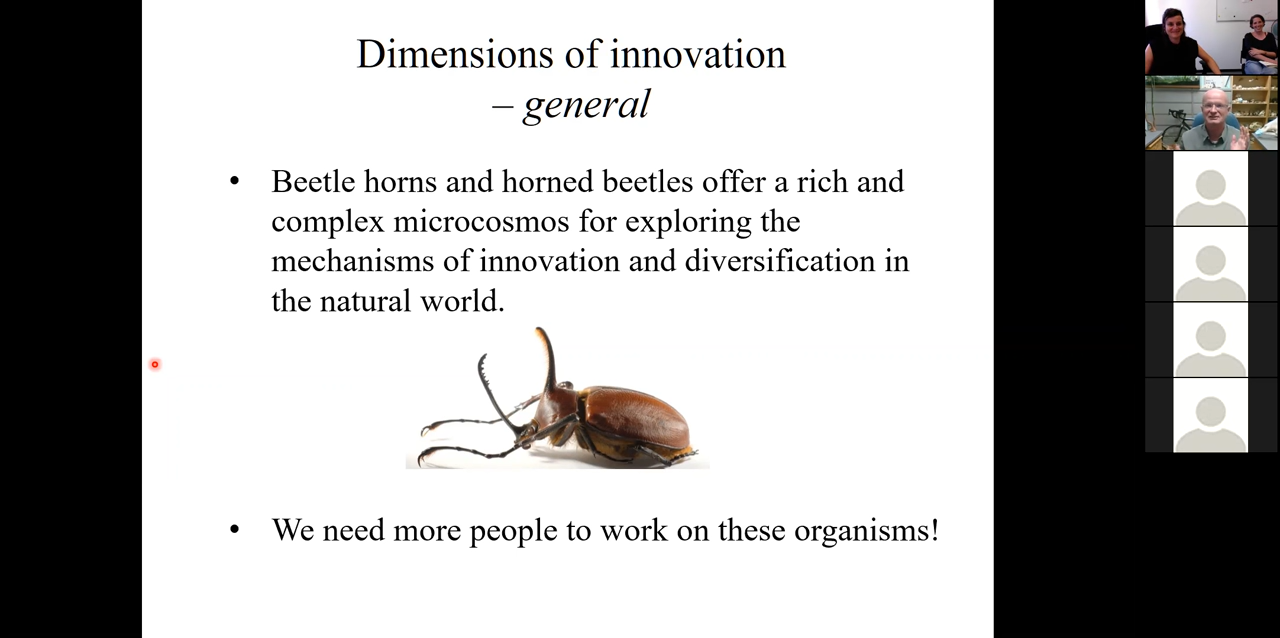 Dimensions of innovation
– general
• Beetle horns and horned beetles offer a rich and
complex microcosmos for exploring the
mechanisms of innovation and diversification in
the natural world.
• We need more people to work on these organisms!